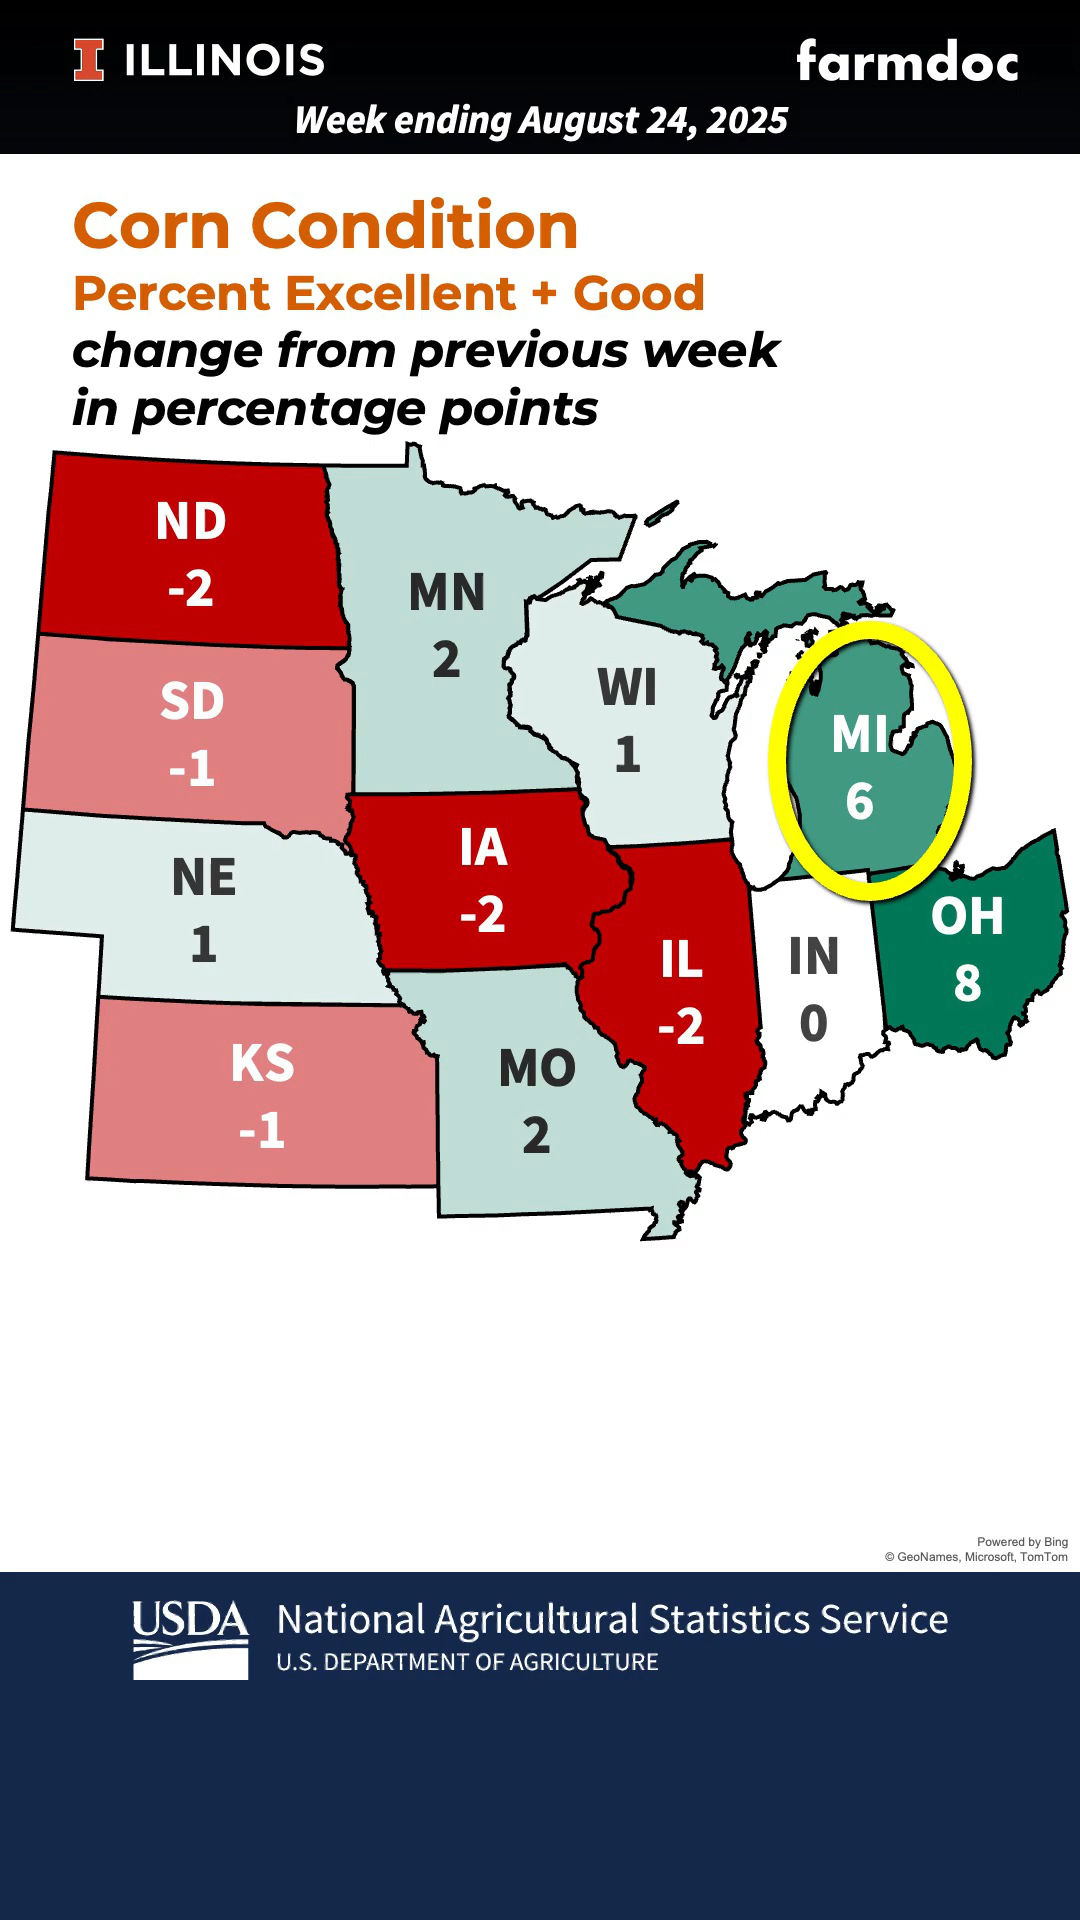 I ILLINOIS
farmdoc
Week ending August 24, 2025
Corn Condition
Percent Excellent + Good
change from previous week
in percentage points
ND
-2
MN
2
SD
-1
WI
1
MI
6
NE
1
IA
-2
IL
-2
IN
0
OH
8
KS
-1
MO
2
Powered by Bing
© GeoNames, Microsoft, TomTom
USDA
National Agricultural Statistics Service
U.S. DEPARTMENT OF AGRICULTURE